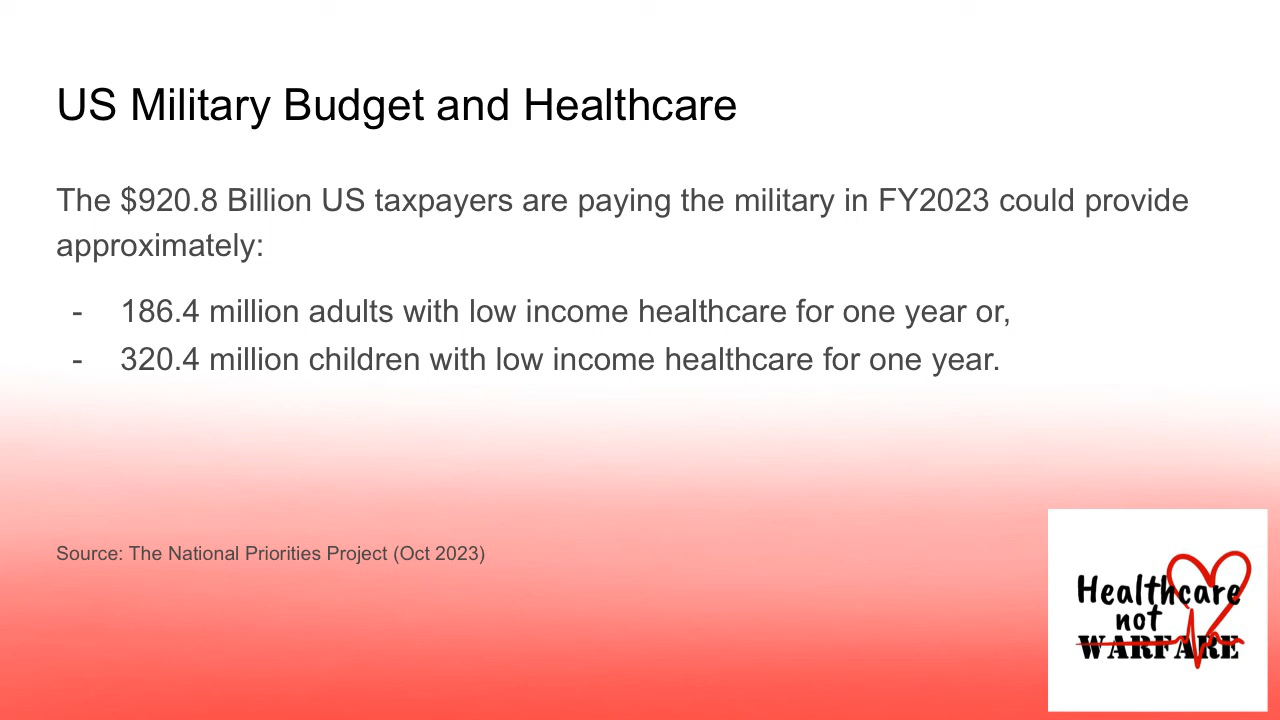 US Military Budget and Healthcare
The $920.8 Billion US taxpayers are paying the military in FY2023 could provide
approximately:
- 186.4 million adults with low income healthcare for one year or,
- 320.4 million children with low income healthcare for one year.
Source: The National Priorities Project (Oct 2023)
Healthcare
not
WARFARE